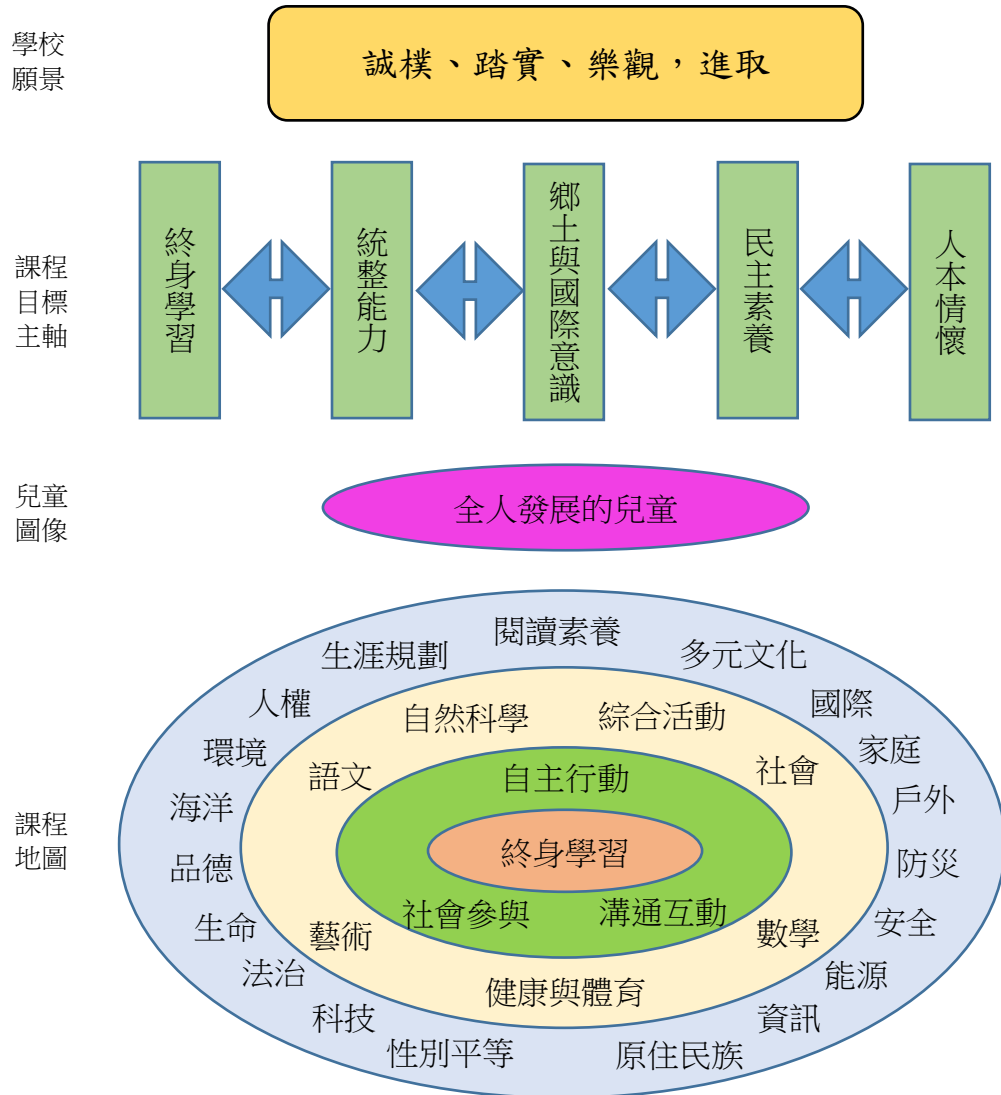 學校
願景
誠樸、踏實、樂觀，進取
課程
目標
主軸
終身學習
統整能力
鄉土與國際意識
民主素養
人本情懷
兒童
圖像
全人發展的兒童
課程
地圖
閱讀素養
生涯規劃
多元文化
人權
國際
環境
家庭
海洋
戶外
品德
防災
生命
安全
法治
能源
科技
資訊
性別平等
原住民族
自然科學
綜合活動
語文
社會
藝術
數學
健康與體育
自主行動
社會參與
溝通互動
終身學習